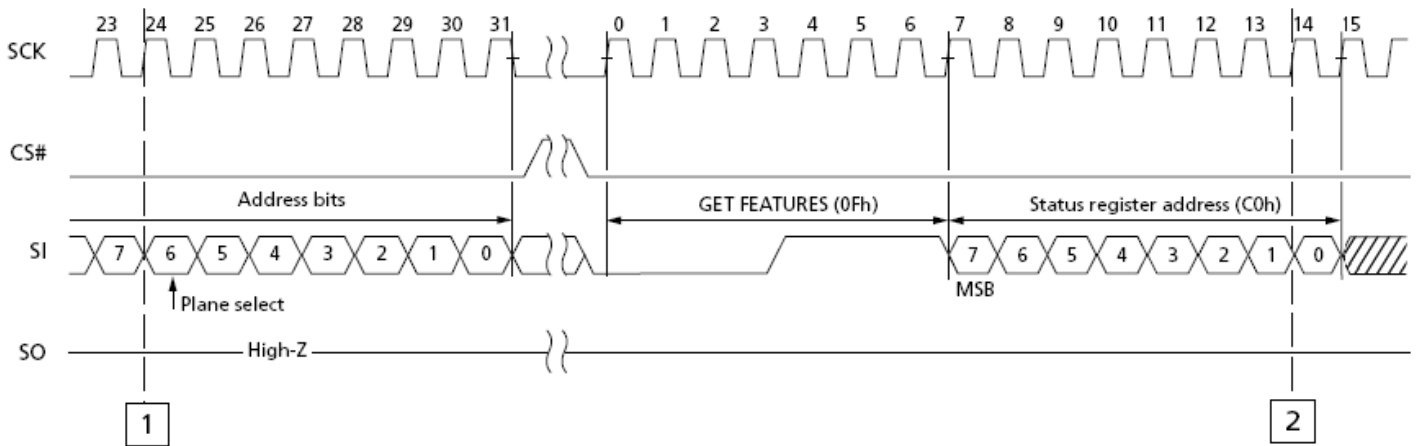 23 24 25 26 27 28 29 30 31 0 1 2 3 4 5 6 7 8 9 10 11 12 13 14 15
SCK
CS#
Address bits GET FEATURES (0Fh) Status register address (C0h)
SI 7 6 5 4 3 2 1 0 7 6 5 4 3 2 1 0
Plane select MSB
SO High-Z
1 2